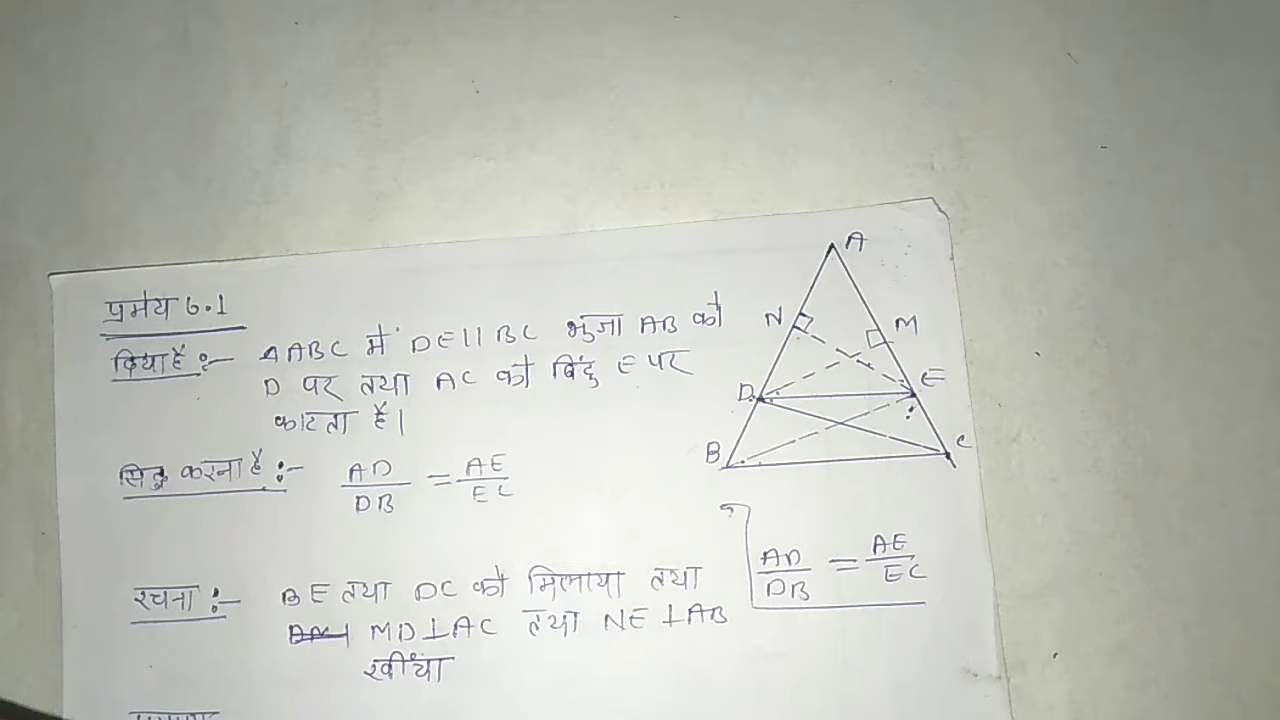 प्रमेय 6.1
दिया है :- △ABC में DE||BC भुजा AB को
D पर तथा AC को बिंदु E पर
काटता है।
सिद्ध करना है :- AD/DB = AE/EC
रचना :- BE तथा DC को मिलाया तथा
MD⊥AC तथा NE⊥AB
खींचा
A
N
M
D
E
B
C
AD/DB = AE/EC